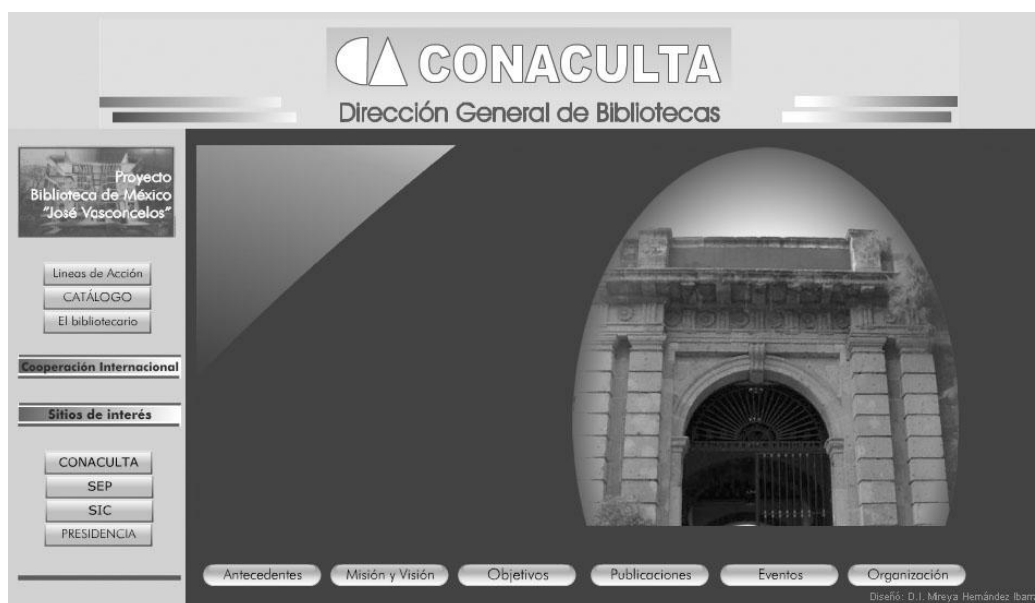 CONACULTA
Dirección General de Bibliotecas
Proyecto
Biblioteca de México
"José Vasconcelos"
Lineas de Acción
CATÁLOGO
El bibliotecario
Cooperación Internacional
Sitios de interés
CONACULTA
SEP
SIC
PRESIDENCIA
Antecedentes
Misión y Visión
Objetivos
Publicaciones
Eventos
Organización
Diseñó: D.I. Mireya Hernández